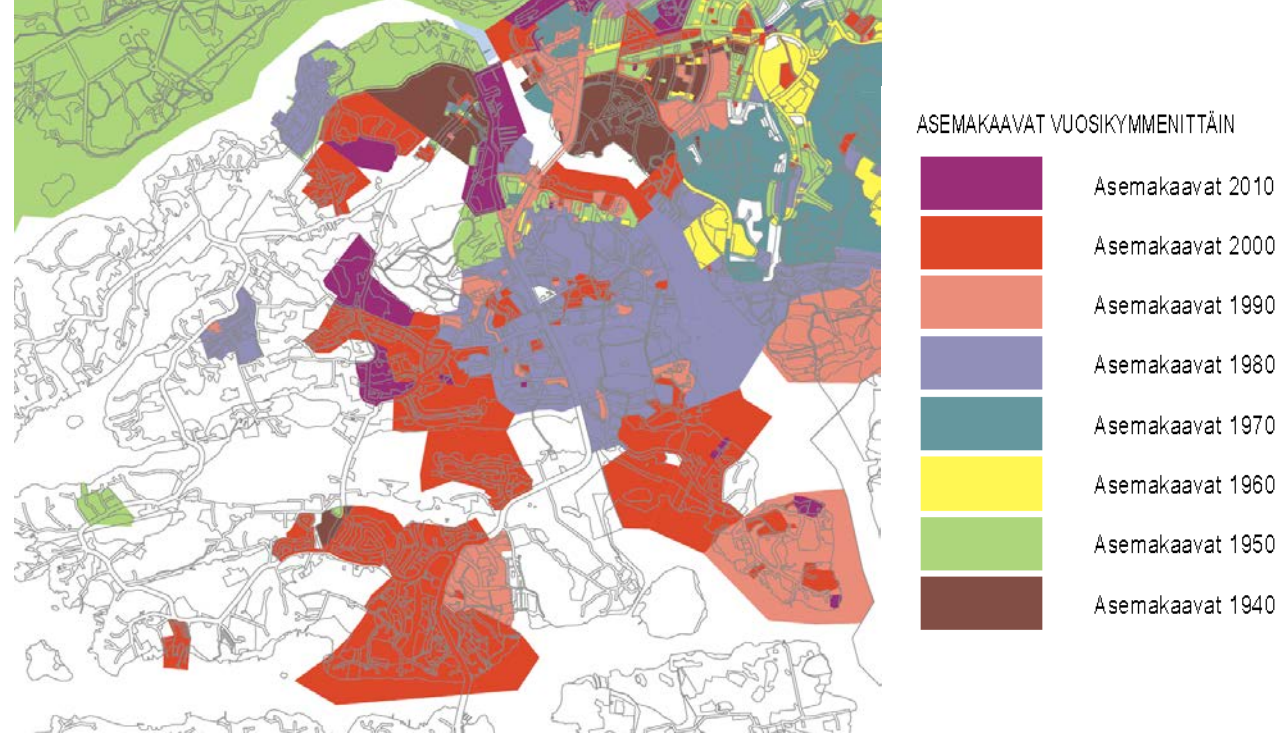 ASEMAKAAVAT VUOSIKYMMENITTÄIN
Asemakaavat 2010
Asemakaavat 2000
Asemakaavat 1990
Asemakaavat 1980
Asemakaavat 1970
Asemakaavat 1960
Asemakaavat 1950
Asemakaavat 1940